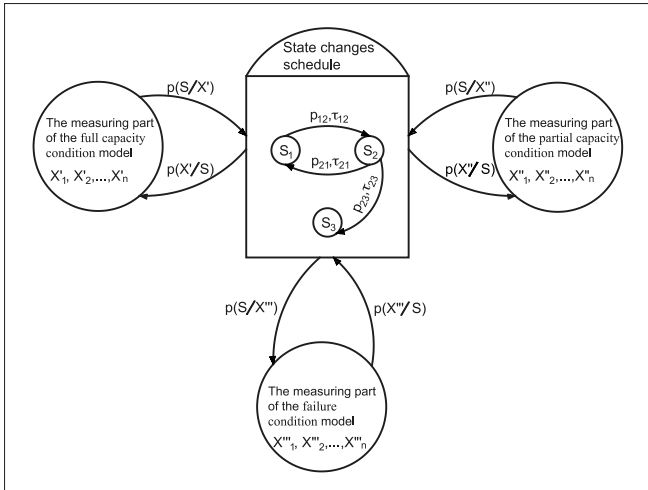 State changes
schedule
p(S/X')
The measuring part
of the full capacity
condition model
X'₁, X'₂,...,X'ₙ
p(X'/S)
p₁₂,τ₁₂
S₁
S₂
p₂₁,τ₂₁
p₂₃,τ₂₃
S₃
p(S/X'')
The measuring part
of the partial capacity
condition model
X''₁, X''₂,...,X''ₙ
p(X''/S)
p(S/X''')
p(X'''/S)
The measuring part
of the failure
condition model
X'''₁, X'''₂,...,X'''ₙ